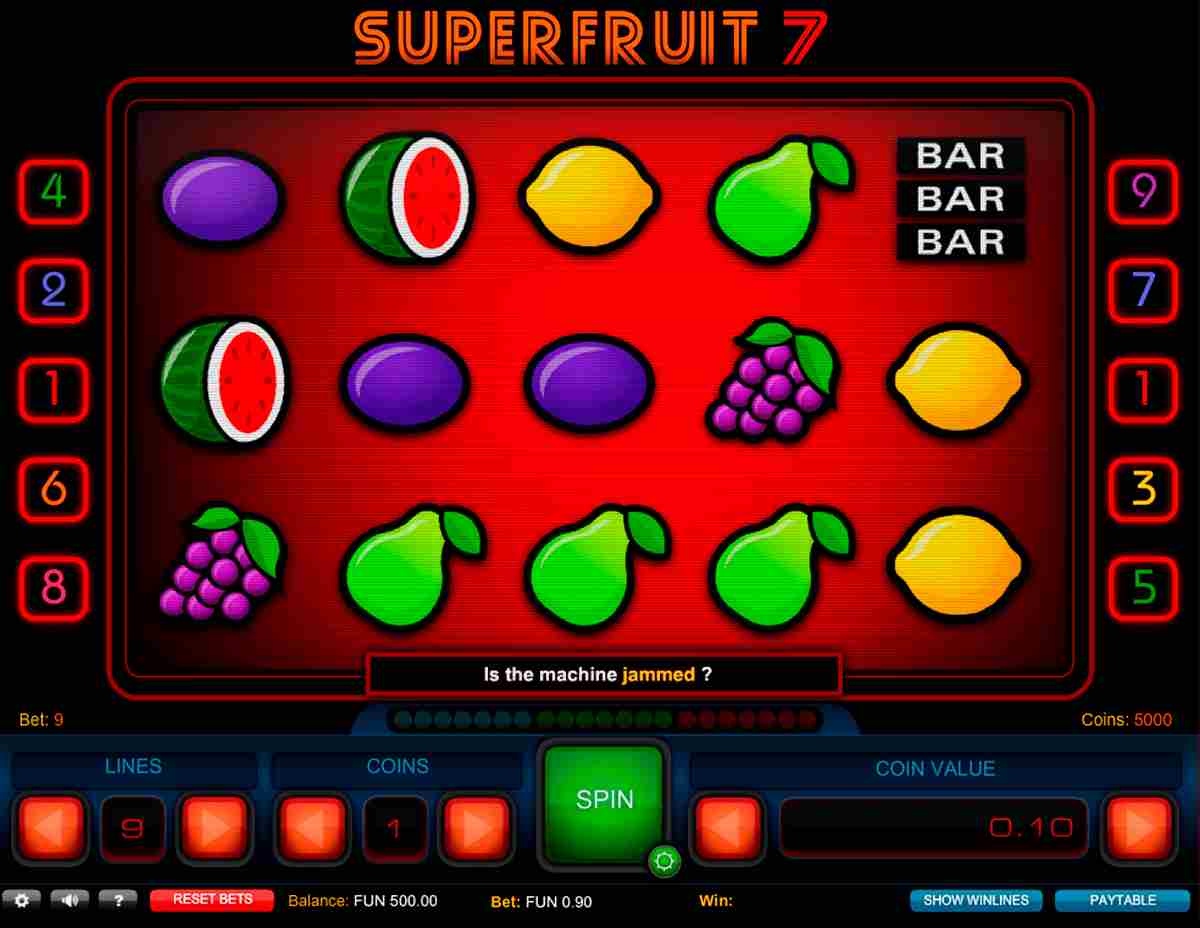 SUPERFRUIT 7
BAR
BAR
BAR
4
9
2
7
1
1
6
3
8
5
Is the machine jammed ?
Bet: 9
Coins: 5000
LINES
COINS
SPIN
COIN VALUE
9
1
0.10
?
RESET BETS
Balance: FUN 500.00
Bet: FUN 0.90
Win:
SHOW WINLINES
PAYTABLE